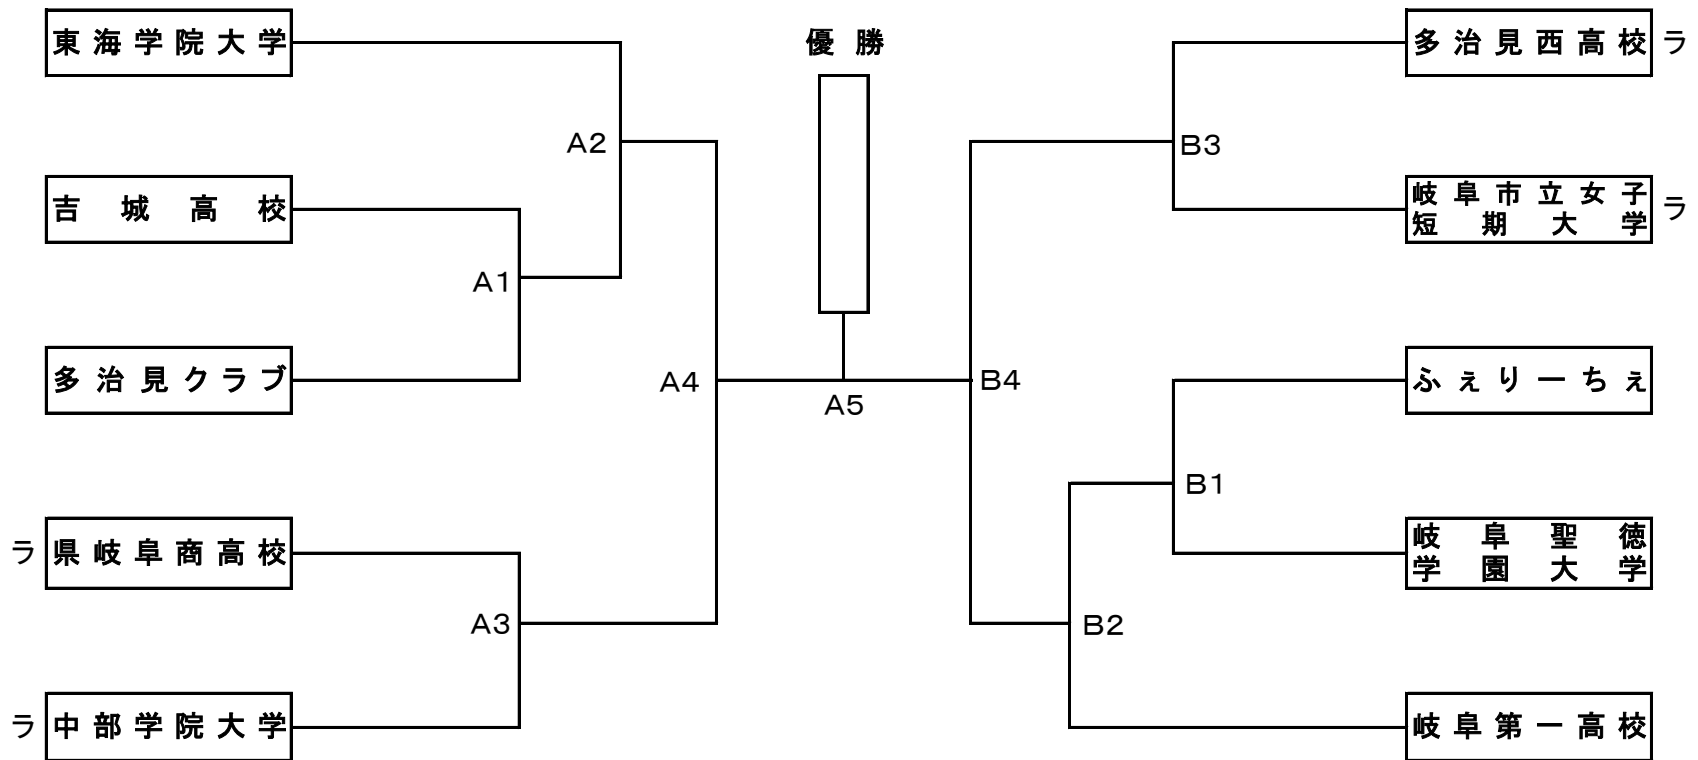 東海学院大学
優勝
多治見西高校 ラ
A2
B3
吉城高校
岐阜市立女子
短期大学
ラ
A1
多治見クラブ
A4
A5
B4
ふぇりーちぇ
B1
ラ 県岐阜商高校
岐阜聖徳
学園大学
A3
B2
ラ 中部学院大学
岐阜第一高校